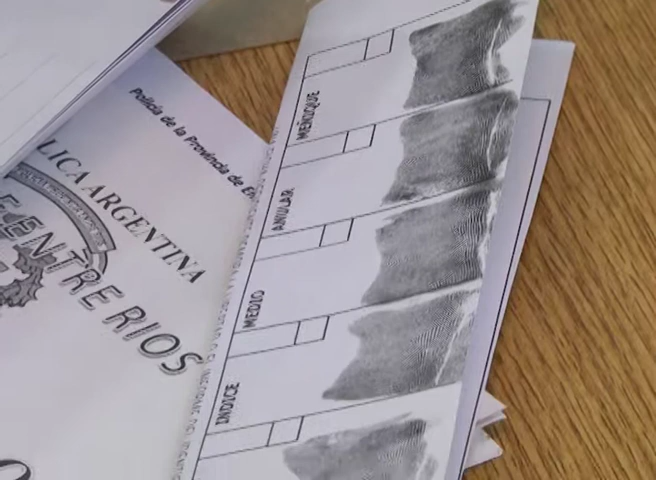 Policía de la Provincia de
LICA ARGENTINA
ENTRE RIOS
MEÑIQUE
ANULAR
MEDIO
INDICE